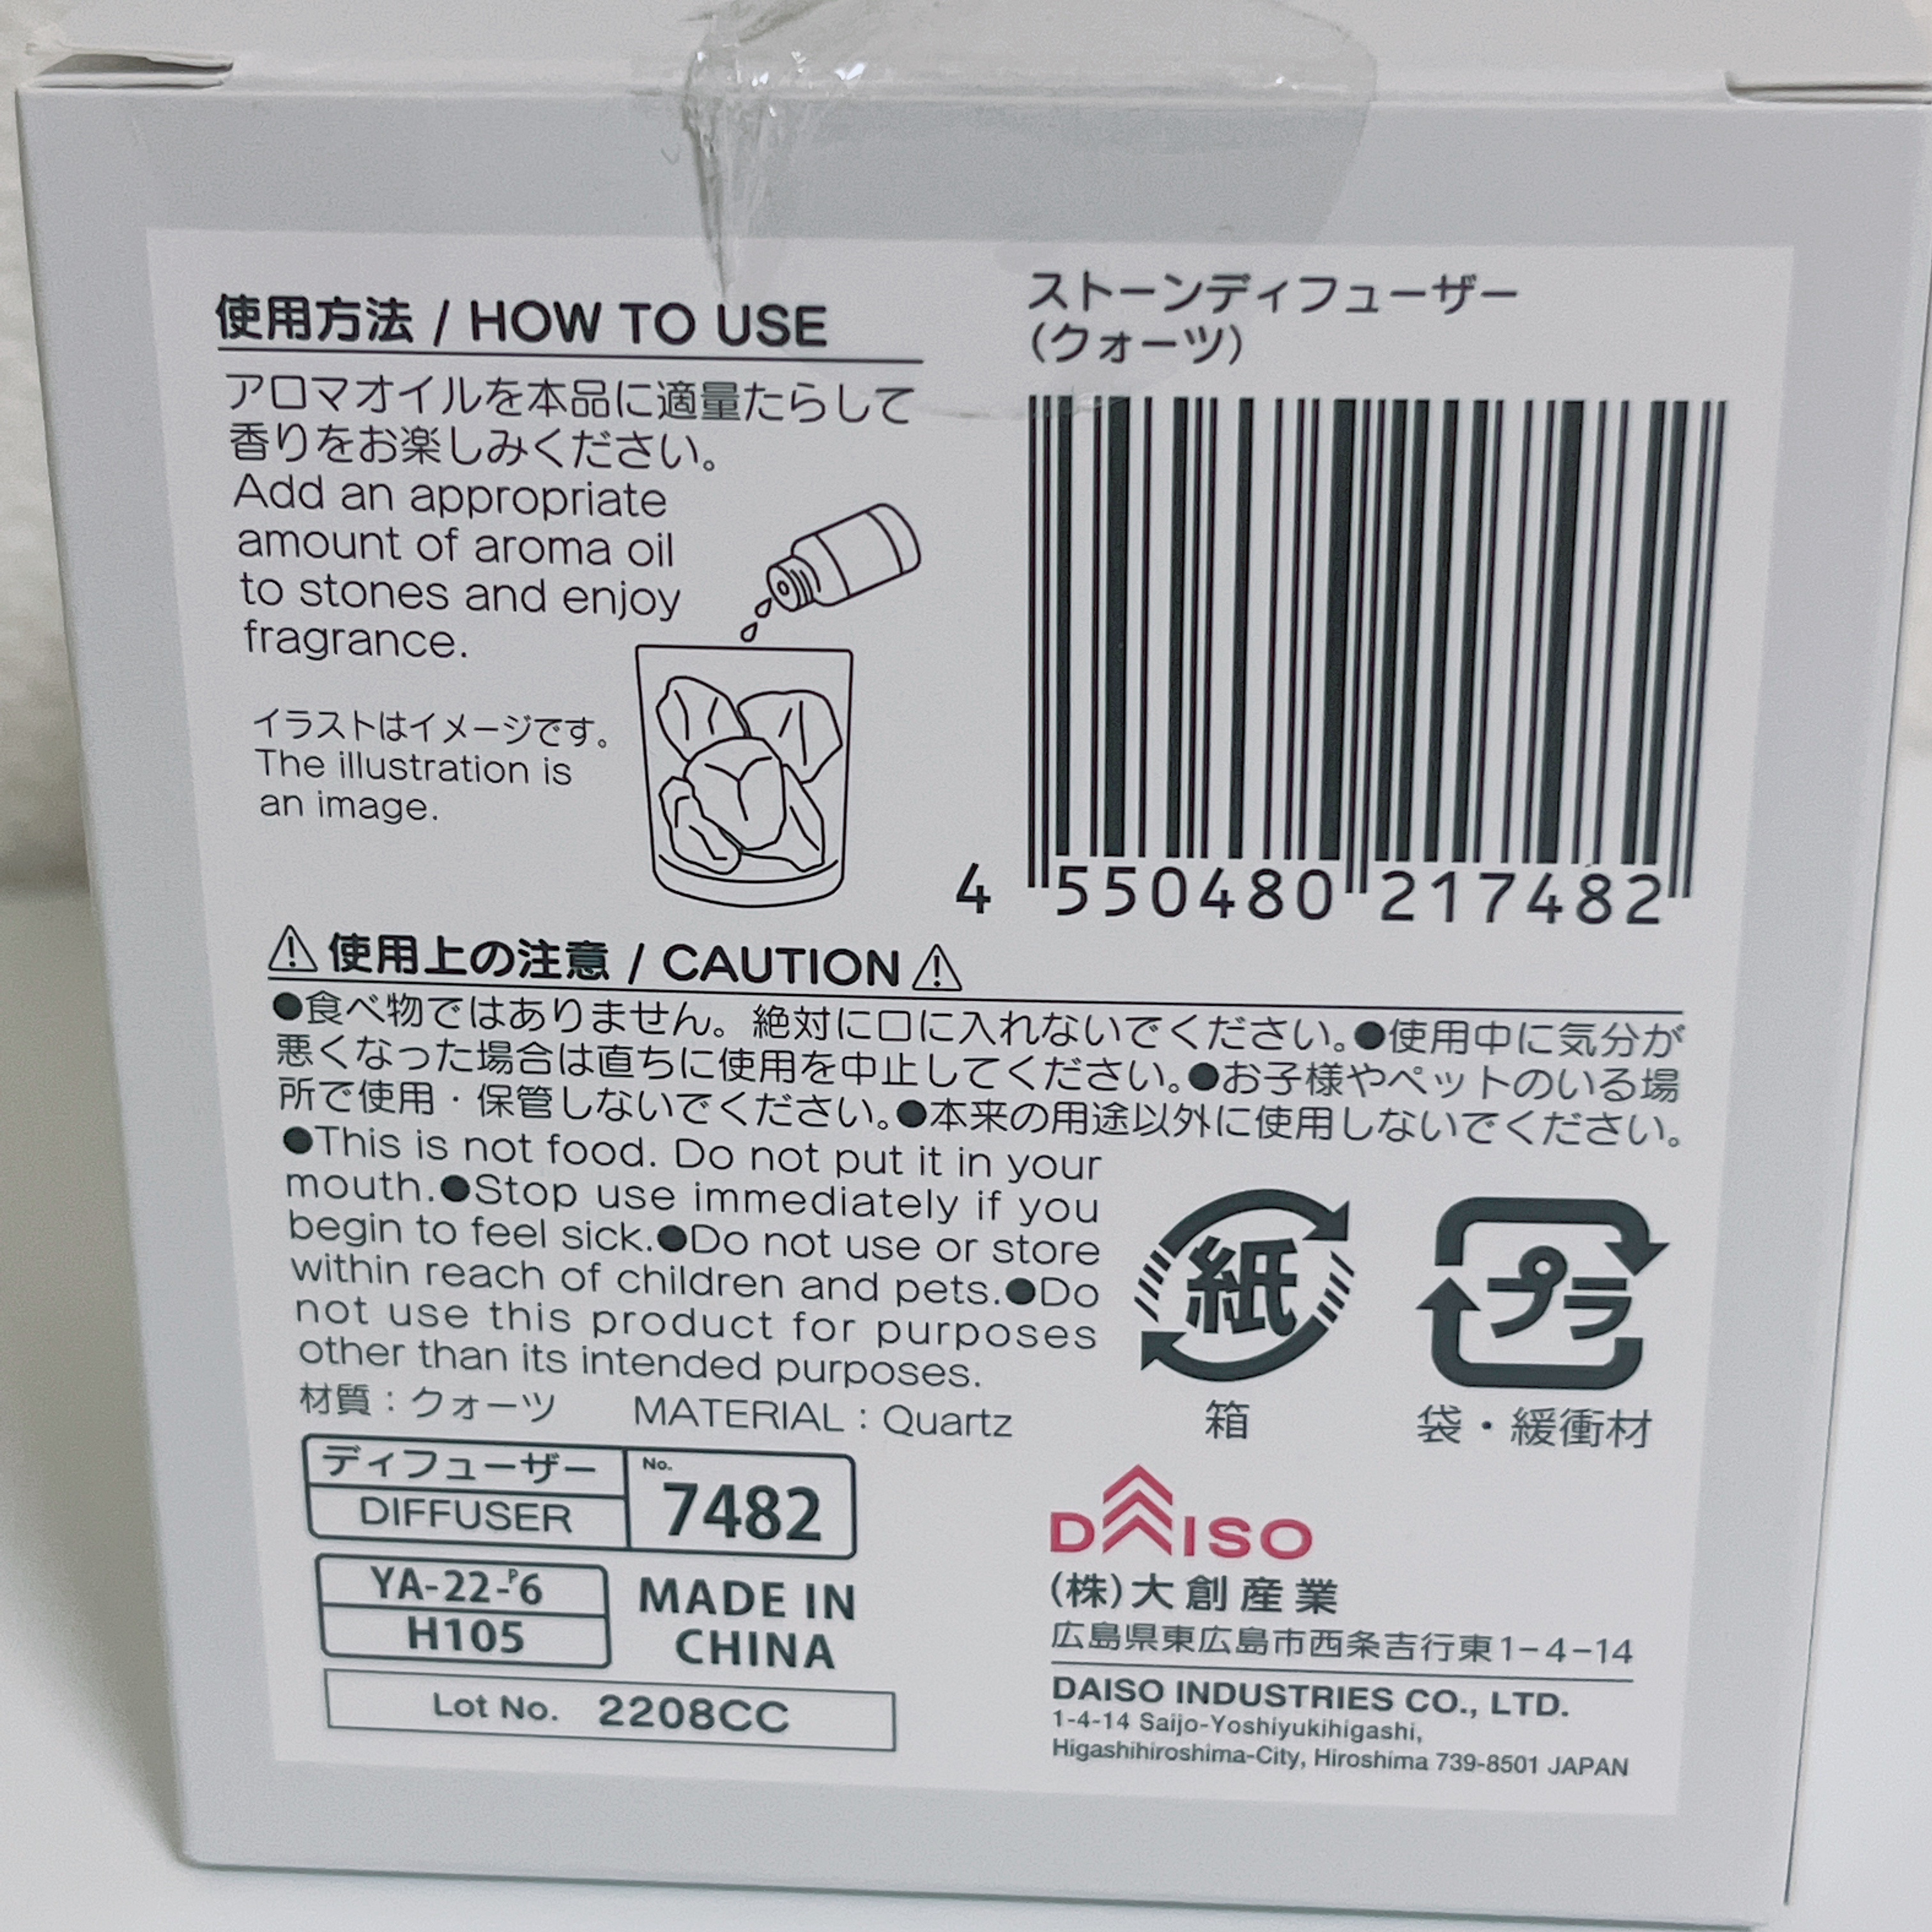 使用方法 / HOW TO USE
アロマオイルを本品に適量たらして
香りをお楽しみください。
Add an appropriate
amount of aroma oil
to stones and enjoy
fragrance.
イラストはイメージです。
The illustration is
an image.
ストーンディフューザー
(クォーツ)
4 550480 217482
⚠使用上の注意 / CAUTION⚠
●食べ物ではありません。絶対に口に入れないでください。●使用中に気分が
悪くなった場合は直ちに使用を中止してください。●お子様やペットのいる場
所で使用・保管しないでください。●本来の用途以外に使用しないでください。
●This is not food. Do not put it in your
mouth.●Stop use immediately if you
begin to feel sick.●Do not use or store
within reach of children and pets.●Do
not use this product for purposes
other than its intended purposes.
紙
箱
プラ
袋・緩衝材
材質：クォーツ MATERIAL：Quartz
ディフューザー
DIFFUSER
No.
7482
YA-22-P6
H105
MADE IN
CHINA
Lot No. 2208CC
DAISO
(株)大創産業
広島県東広島市西条吉行東1-4-14
DAISO INDUSTRIES CO., LTD.
1-4-14 Saijo-Yoshiyukihigashi,
Higashihiroshima-City, Hiroshima 739-8501 JAPAN